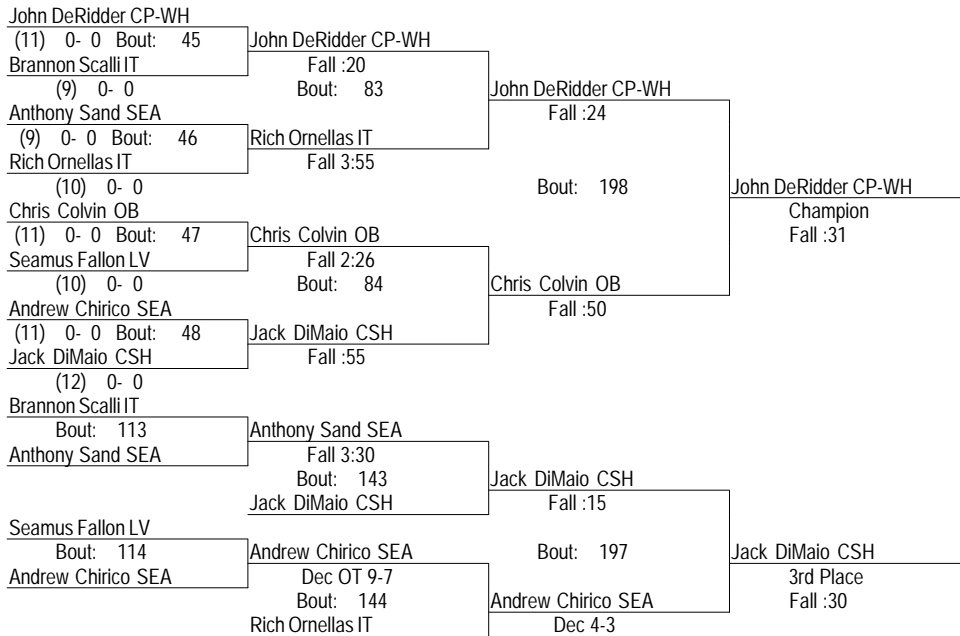 John DeRidder CP-WH
(11) 0- 0 Bout: 45
John DeRidder CP-WH
Brannon Scalli IT
Fall :20
(9) 0- 0
Bout: 83
John DeRidder CP-WH
Anthony Sand SEA
Fall :24
(9) 0- 0 Bout: 46
Rich Ornellas IT
Rich Ornellas IT
Fall 3:55
(10) 0- 0
Bout: 198
John DeRidder CP-WH
Chris Colvin OB
Champion
(11) 0- 0 Bout: 47
Chris Colvin OB
Fall :31
Seamus Fallon LV
Fall 2:26
(10) 0- 0
Bout: 84
Chris Colvin OB
Andrew Chirico SEA
Fall :50
(11) 0- 0 Bout: 48
Jack DiMaio CSH
Jack DiMaio CSH
Fall :55
(12) 0- 0
Brannon Scalli IT
Bout: 113
Anthony Sand SEA
Anthony Sand SEA
Fall 3:30
Bout: 143
Jack DiMaio CSH
Jack DiMaio CSH
Fall :15
Seamus Fallon LV
Bout: 114
Andrew Chirico SEA
Bout: 197
Jack DiMaio CSH
Andrew Chirico SEA
Dec OT 9-7
3rd Place
Bout: 144
Andrew Chirico SEA
Fall :30
Rich Ornellas IT
Dec 4-3